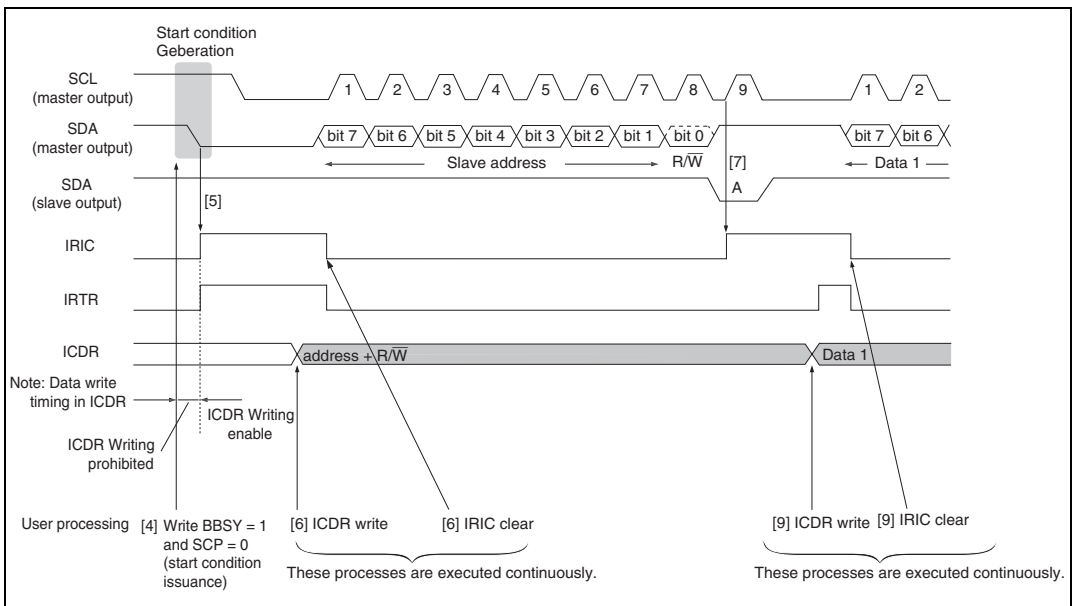 Start condition
Geberation
SCL
(master output)
1 2 3 4 5 6 7 8 9 1 2
SDA
(master output)
bit 7 bit 6 bit 5 bit 4 bit 3 bit 2 bit 1 bit 0 bit 7 bit 6
Slave address R/W̅ [7] Data 1
SDA
(slave output)
[5]
A
IRIC
IRTR
ICDR
address + R/W̅
Data 1
Note: Data write
timing in ICDR
ICDR Writing
enable
ICDR Writing
prohibited
User processing
[4] Write BBSY = 1
and SCP = 0
(start condition
issuance)
[6] ICDR write
[6] IRIC clear
These processes are executed continuously.
[9] ICDR write
[9] IRIC clear
These processes are executed continuously.